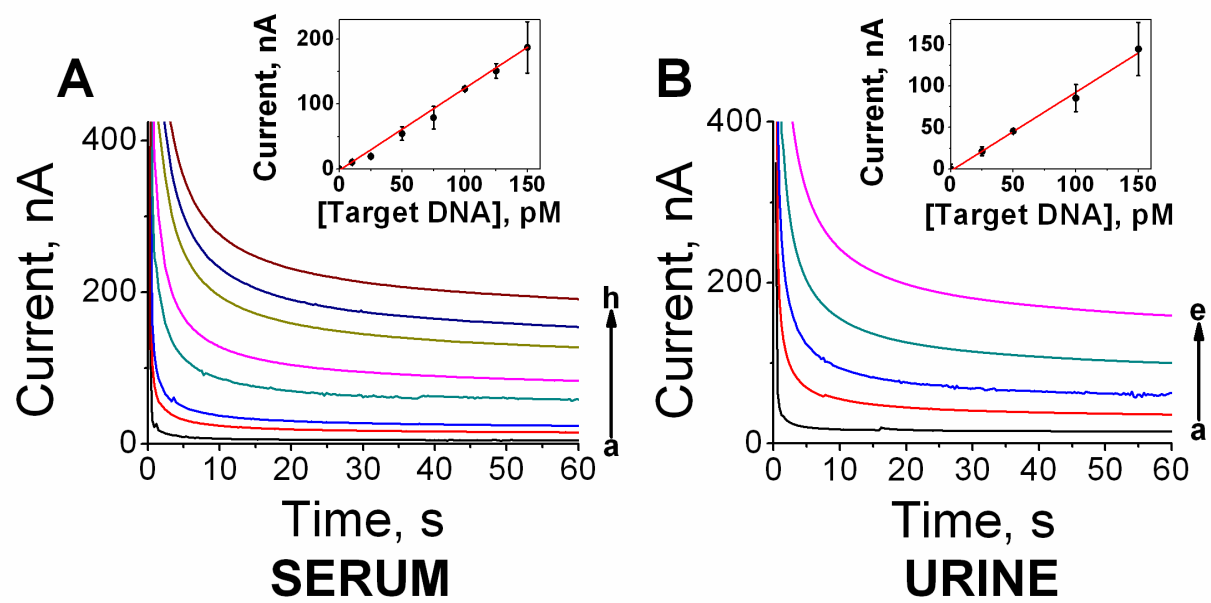 A
Current, nA
200
100
0
0 50 100 150
[Target DNA], pM
Current, nA
400
200
0
0 10 20 30 40 50 60
Time, s
h
a
SERUM
B
Current, nA
150
100
50
0
0 50 100 150
[Target DNA], pM
Current, nA
400
200
0
0 10 20 30 40 50 60
Time, s
e
a
URINE